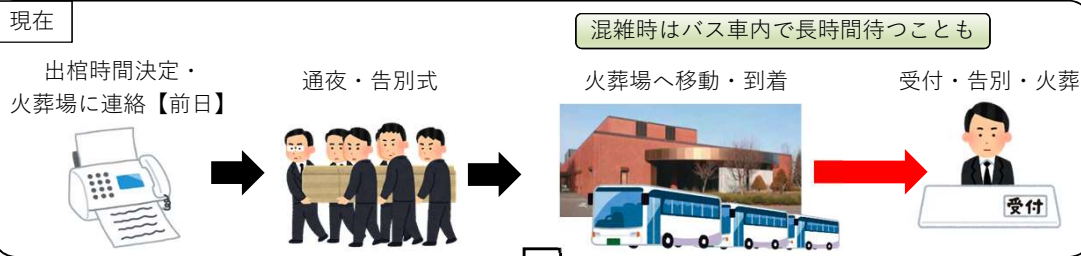 現在
混雑時はバス車内で長時間待つことも
出棺時間決定・
火葬場に連絡【前日】
通夜・告別式
火葬場へ移動・到着
受付・告別・火葬
受付